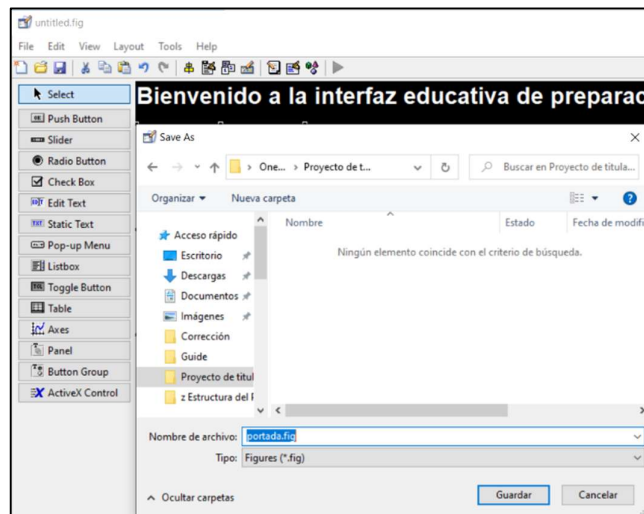 untitled.fig
File Edit View Layout Tools Help
Select
Bienvenido a la interfaz educativa de preparac
Push Button
Slider
Radio Button
Check Box
Edit Text
Static Text
Pop-up Menu
Listbox
Toggle Button
Table
Axes
Panel
Button Group
ActiveX Control
Save As
One... Proyecto de t...
Buscar en Proyecto de titula...
Organizar Nueva carpeta
Nombre Estado Fecha de modifi
Ningún elemento coincide con el criterio de búsqueda.
Acceso rápido
Escritorio
Descargas
Documentos
Imágenes
Corrección
Guide
Proyecto de titul
z Estructura del P
Nombre de archivo: portada.fig
Tipo: Figures (*.fig)
Ocultar carpetas
Guardar Cancelar